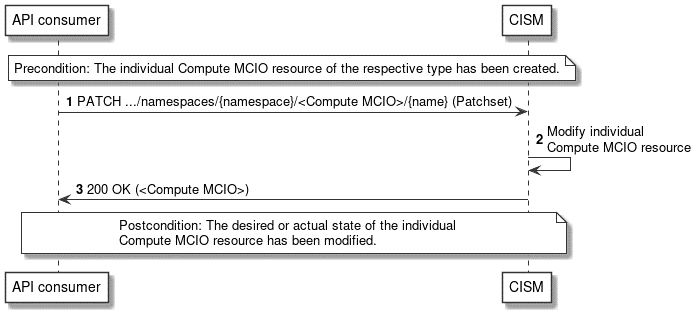 API consumer
CISM
Precondition: The individual Compute MCIO resource of the respective type has been created.
1 PATCH .../namespaces/{namespace}/<Compute MCIO>/{name} (Patchset)
2 Modify individual
Compute MCIO resource
3 200 OK (<Compute MCIO>)
Postcondition: The desired or actual state of the individual
Compute MCIO resource has been modified.
API consumer
CISM